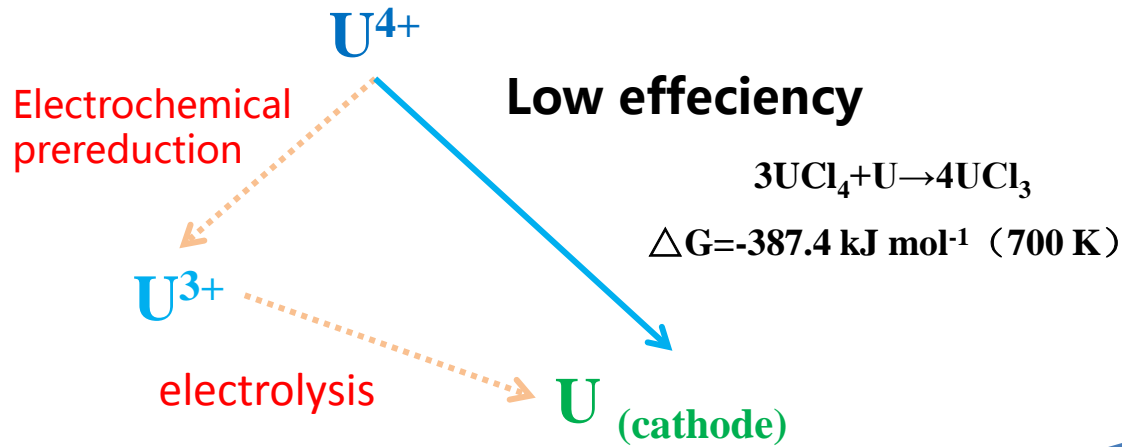 U⁴⁺
Electrochemical
prereduction
Low effeciency
3UCl₄+U→4UCl₃
△G=-387.4 kJ mol⁻¹（700 K）
U³⁺
electrolysis
U (cathode)